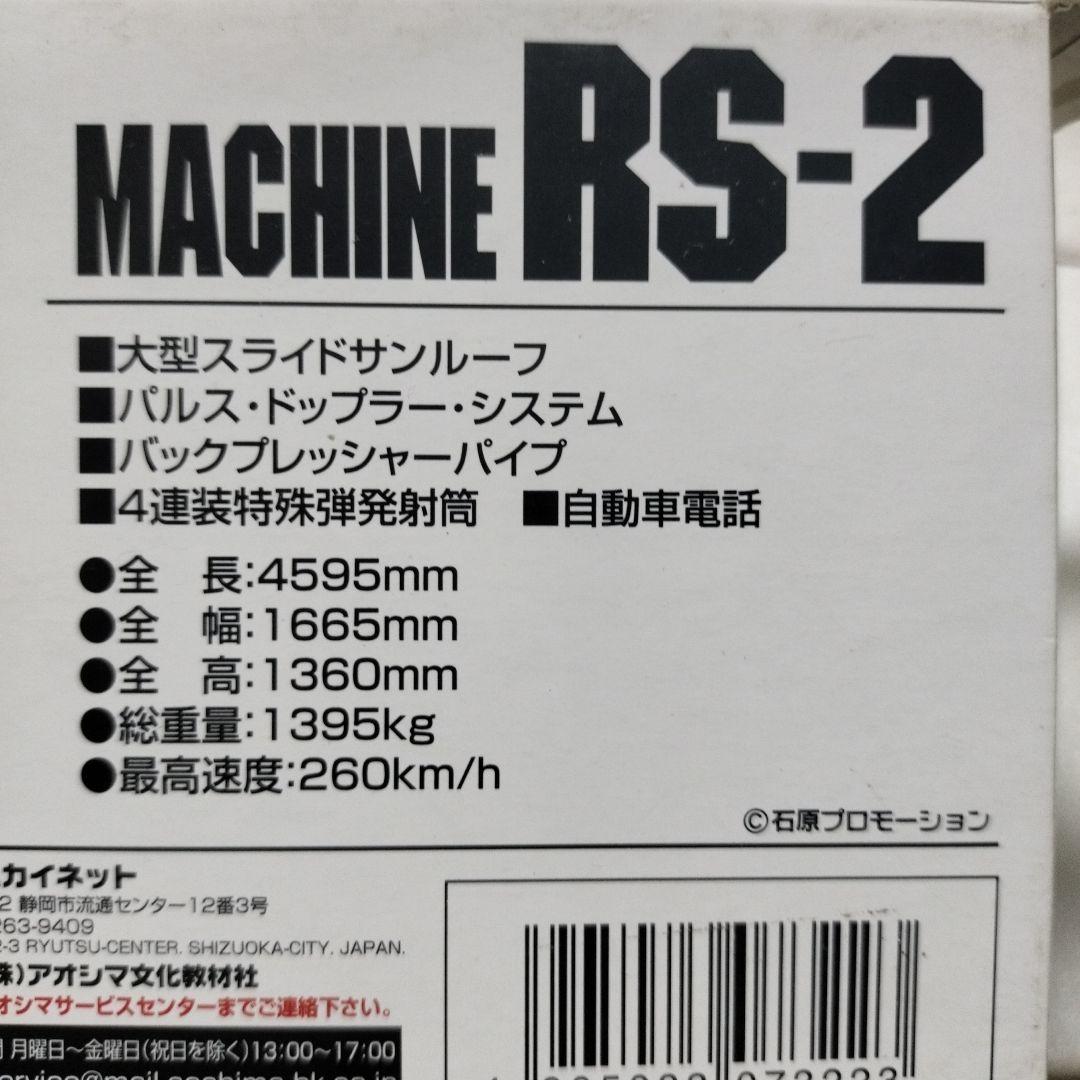 MACHINE RS-2
■大型スライドサンルーフ
■パルス・ドップラー・システム
■バックプレッシャーパイプ
■4連装特殊弾発射筒 ■自動車電話
●全 長:4595mm
●全 幅:1665mm
●全 高:1360mm
●総重量:1395kg
●最高速度:260km/h
©石原プロモーション
カイネット
2 静岡市流通センター12番3号
263-9409
2-3 RYUTSU-CENTER. SHIZUOKA-CITY. JAPAN.
株)アオシマ文化教材社
オシマサービスセンターまでご連絡下さい。
月曜日～金曜日(祝日を除く)13:00～17:00